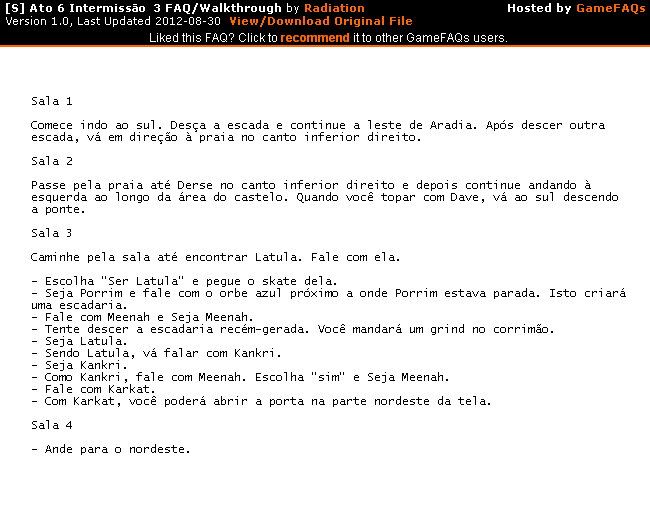 [S] Ato 6 Intermissão 3 FAQ/Walkthrough by Radiation Hosted by GameFAQs
Version 1.0, Last Updated 2012-08-30 View/Download Original File
Liked this FAQ? Click to recommend it to other GameFAQs users.
Sala 1
Comece indo ao sul. Desça a escada e continue a leste de Aradia. Após descer outra
escada, vá em direção à praia no canto inferior direito.
Sala 2
Passe pela praia até Derse no canto inferior direito e depois continue andando à
esquerda ao longo da área do castelo. Quando você topar com Dave, vá ao sul descendo
a ponte.
Sala 3
Caminhe pela sala até encontrar Latula. Fale com ela.
- Escolha "Ser Latula" e pegue o skate dela.
- Seja Porrim e fale com o orbe azul próximo a onde Porrim estava parada. Isto criará
uma escadaria.
- Fale com Meenah e Seja Meenah.
- Tente descer a escadaria recém-gerada. Você mandará um grind no corrimão.
- Seja Latula.
- Sendo Latula, vá falar com Kankri.
- Seja Kankri.
- Como Kankri, fale com Meenah. Escolha "sim" e Seja Meenah.
- Fale com Karkat.
- Com Karkat, você poderá abrir a porta na parte nordeste da tela.
Sala 4
- Ande para o nordeste.